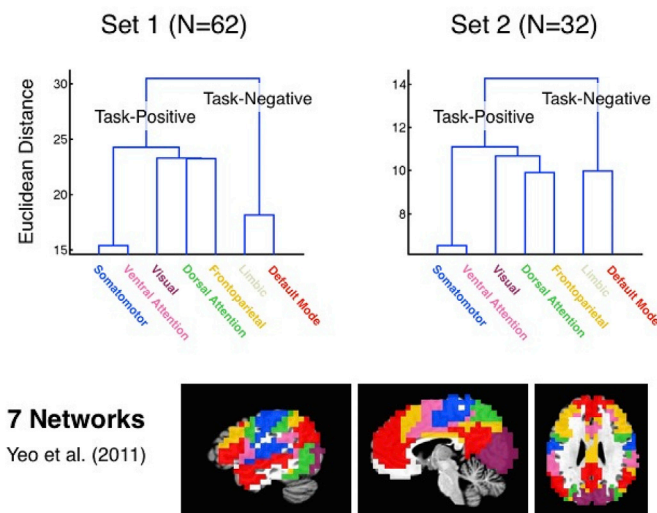 Set 1 (N=62)
Set 2 (N=32)
Euclidean Distance
30
25
20
15
Task-Positive
Task-Negative
Somatomotor
Ventral Attention
Visual
Dorsal Attention
Frontoparietal
Limbic
Default Mode
14
12
10
8
Task-Positive
Task-Negative
Somatomotor
Ventral Attention
Visual
Dorsal Attention
Frontoparietal
Limbic
Default Mode
7 Networks
Yeo et al. (2011)